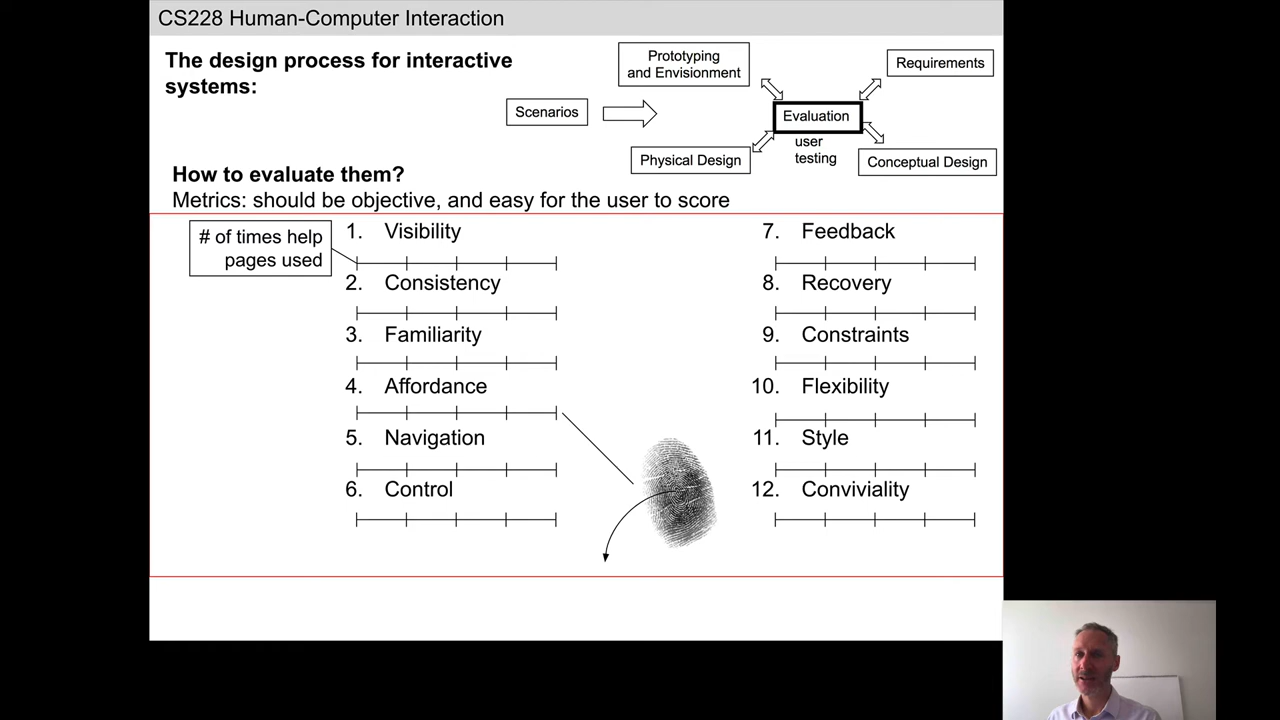 CS228 Human-Computer Interaction
The design process for interactive
systems:
Prototyping
and Envisionment
Requirements
Scenarios
Evaluation
user
testing
Physical Design
Conceptual Design
How to evaluate them?
Metrics: should be objective, and easy for the user to score
# of times help
pages used
1. Visibility
2. Consistency
3. Familiarity
4. Affordance
5. Navigation
6. Control
7. Feedback
8. Recovery
9. Constraints
10. Flexibility
11. Style
12. Conviviality